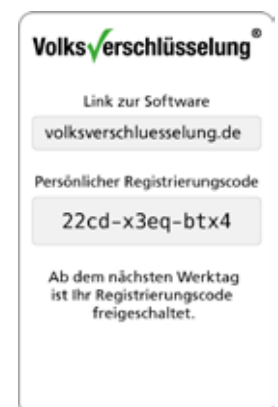 Volksverschlüsselung®
Link zur Software
volksverschluesselung.de
Persönlicher Registrierungscode
22cd-x3eq-btx4
Ab dem nächsten Werktag
ist Ihr Registrierungscode
freigeschaltet.